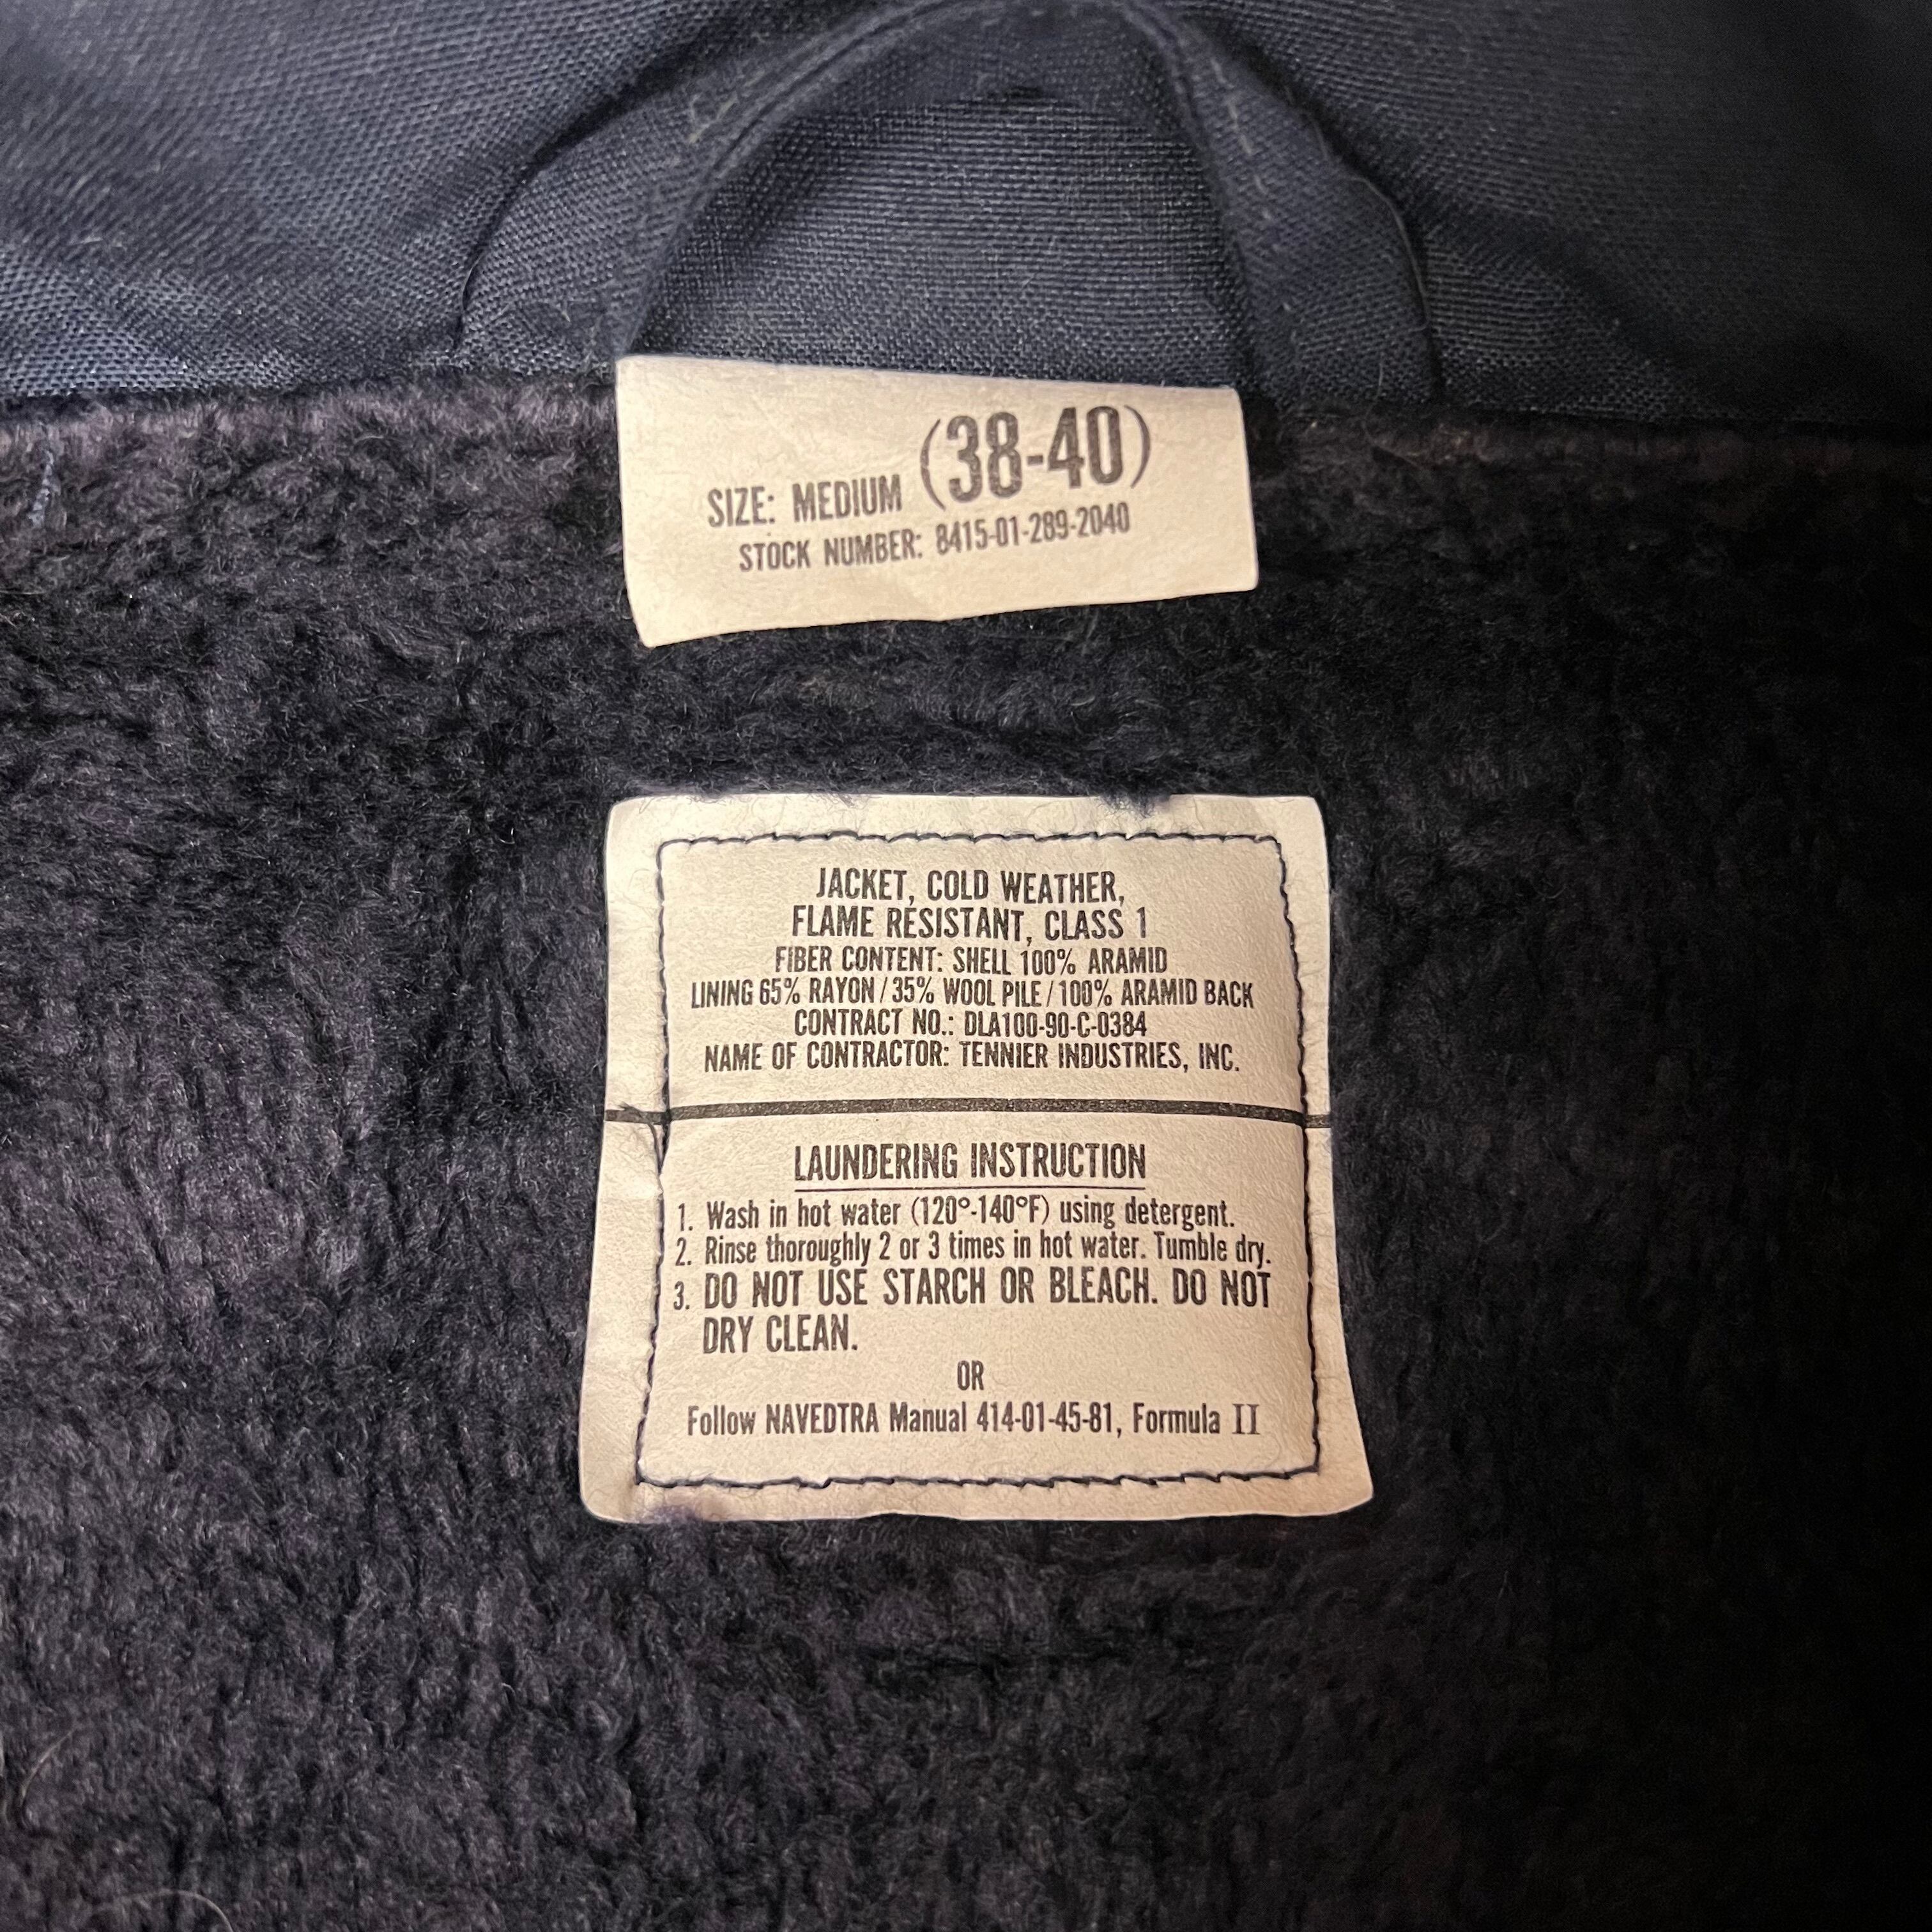 SIZE: MEDIUM (38-40)
STOCK NUMBER: 8415-01-289-2040
JACKET, COLD WEATHER,
FLAME RESISTANT, CLASS 1
FIBER CONTENT: SHELL 100% ARAMID
LINING 65% RAYON / 35% WOOL PILE / 100% ARAMID BACK
CONTRACT NO.: DLA100-90-C-0384
NAME OF CONTRACTOR: TENNIER INDUSTRIES, INC.
LAUNDERING INSTRUCTION
1. Wash in hot water (120°-140°F) using detergent.
2. Rinse thoroughly 2 or 3 times in hot water. Tumble dry.
3. DO NOT USE STARCH OR BLEACH. DO NOT
DRY CLEAN.
OR
Follow NAVEDTRA Manual 414-01-45-81, Formula II